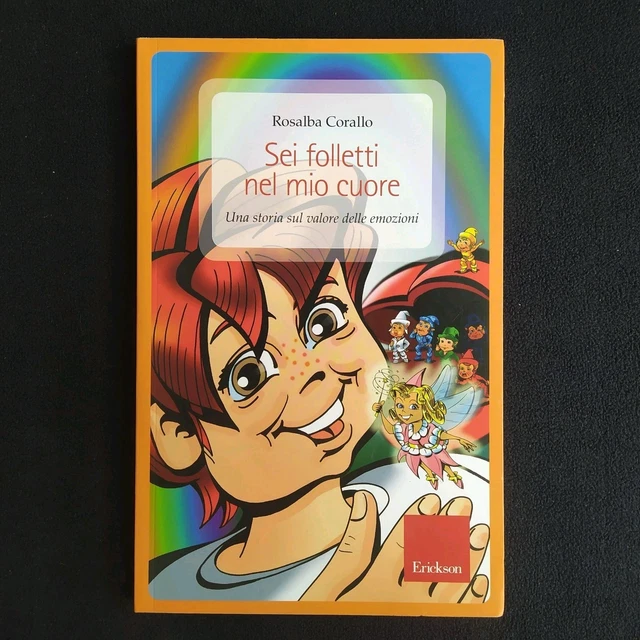 Rosalba Corallo
Sei folletti
nel mio cuore
Una storia sul valore delle emozioni
Erickson